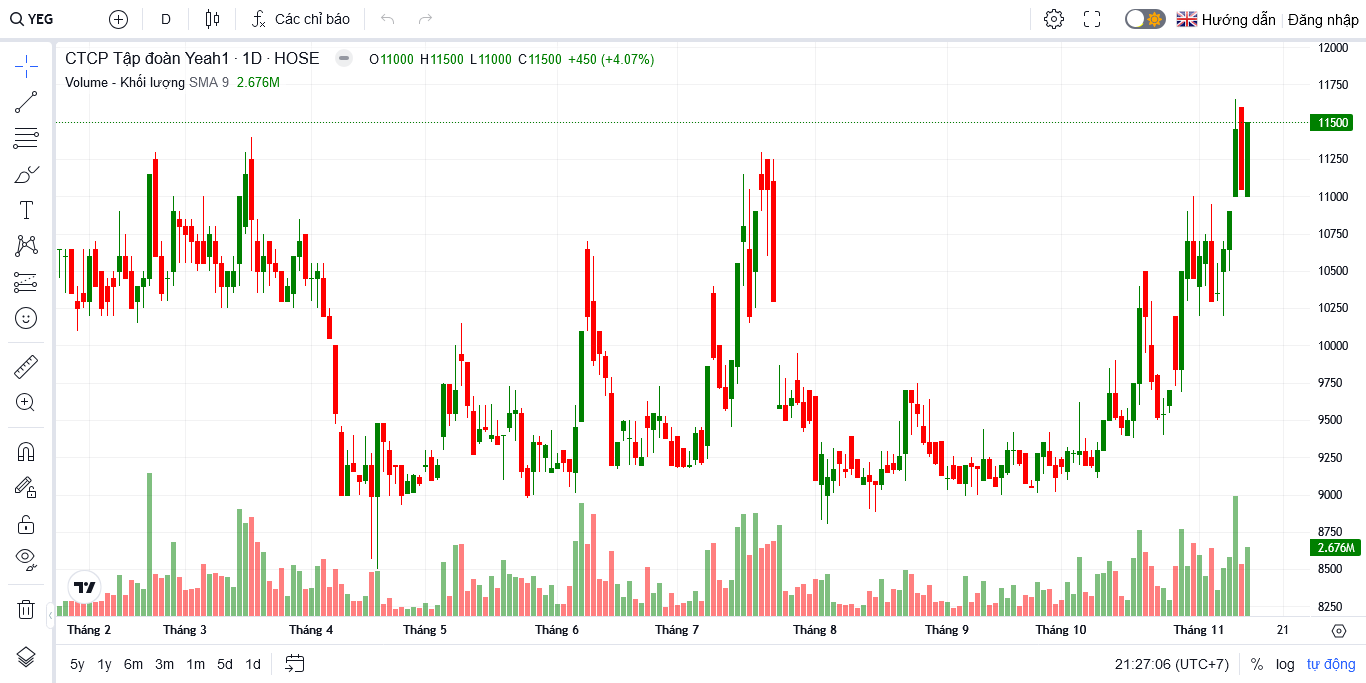 YEG D Các chỉ báo Hướng dẫn Đăng nhập
CTCP Tập đoàn Yeah1 · 1D · HOSE O11000 H11500 L11000 C11500 +450 (+4.07%)
Volume - Khối lượng SMA 9 2.676M
12000
11750
11500
11250
11000
10750
10500
10250
10000
9750
9500
9250
9000
8750
2.676M
8500
8250
Tháng 2 Tháng 3 Tháng 4 Tháng 5 Tháng 6 Tháng 7 Tháng 8 Tháng 9 Tháng 10 Tháng 11 21
5y 1y 6m 3m 1m 5d 1d 21:27:06 (UTC+7) % log tự động